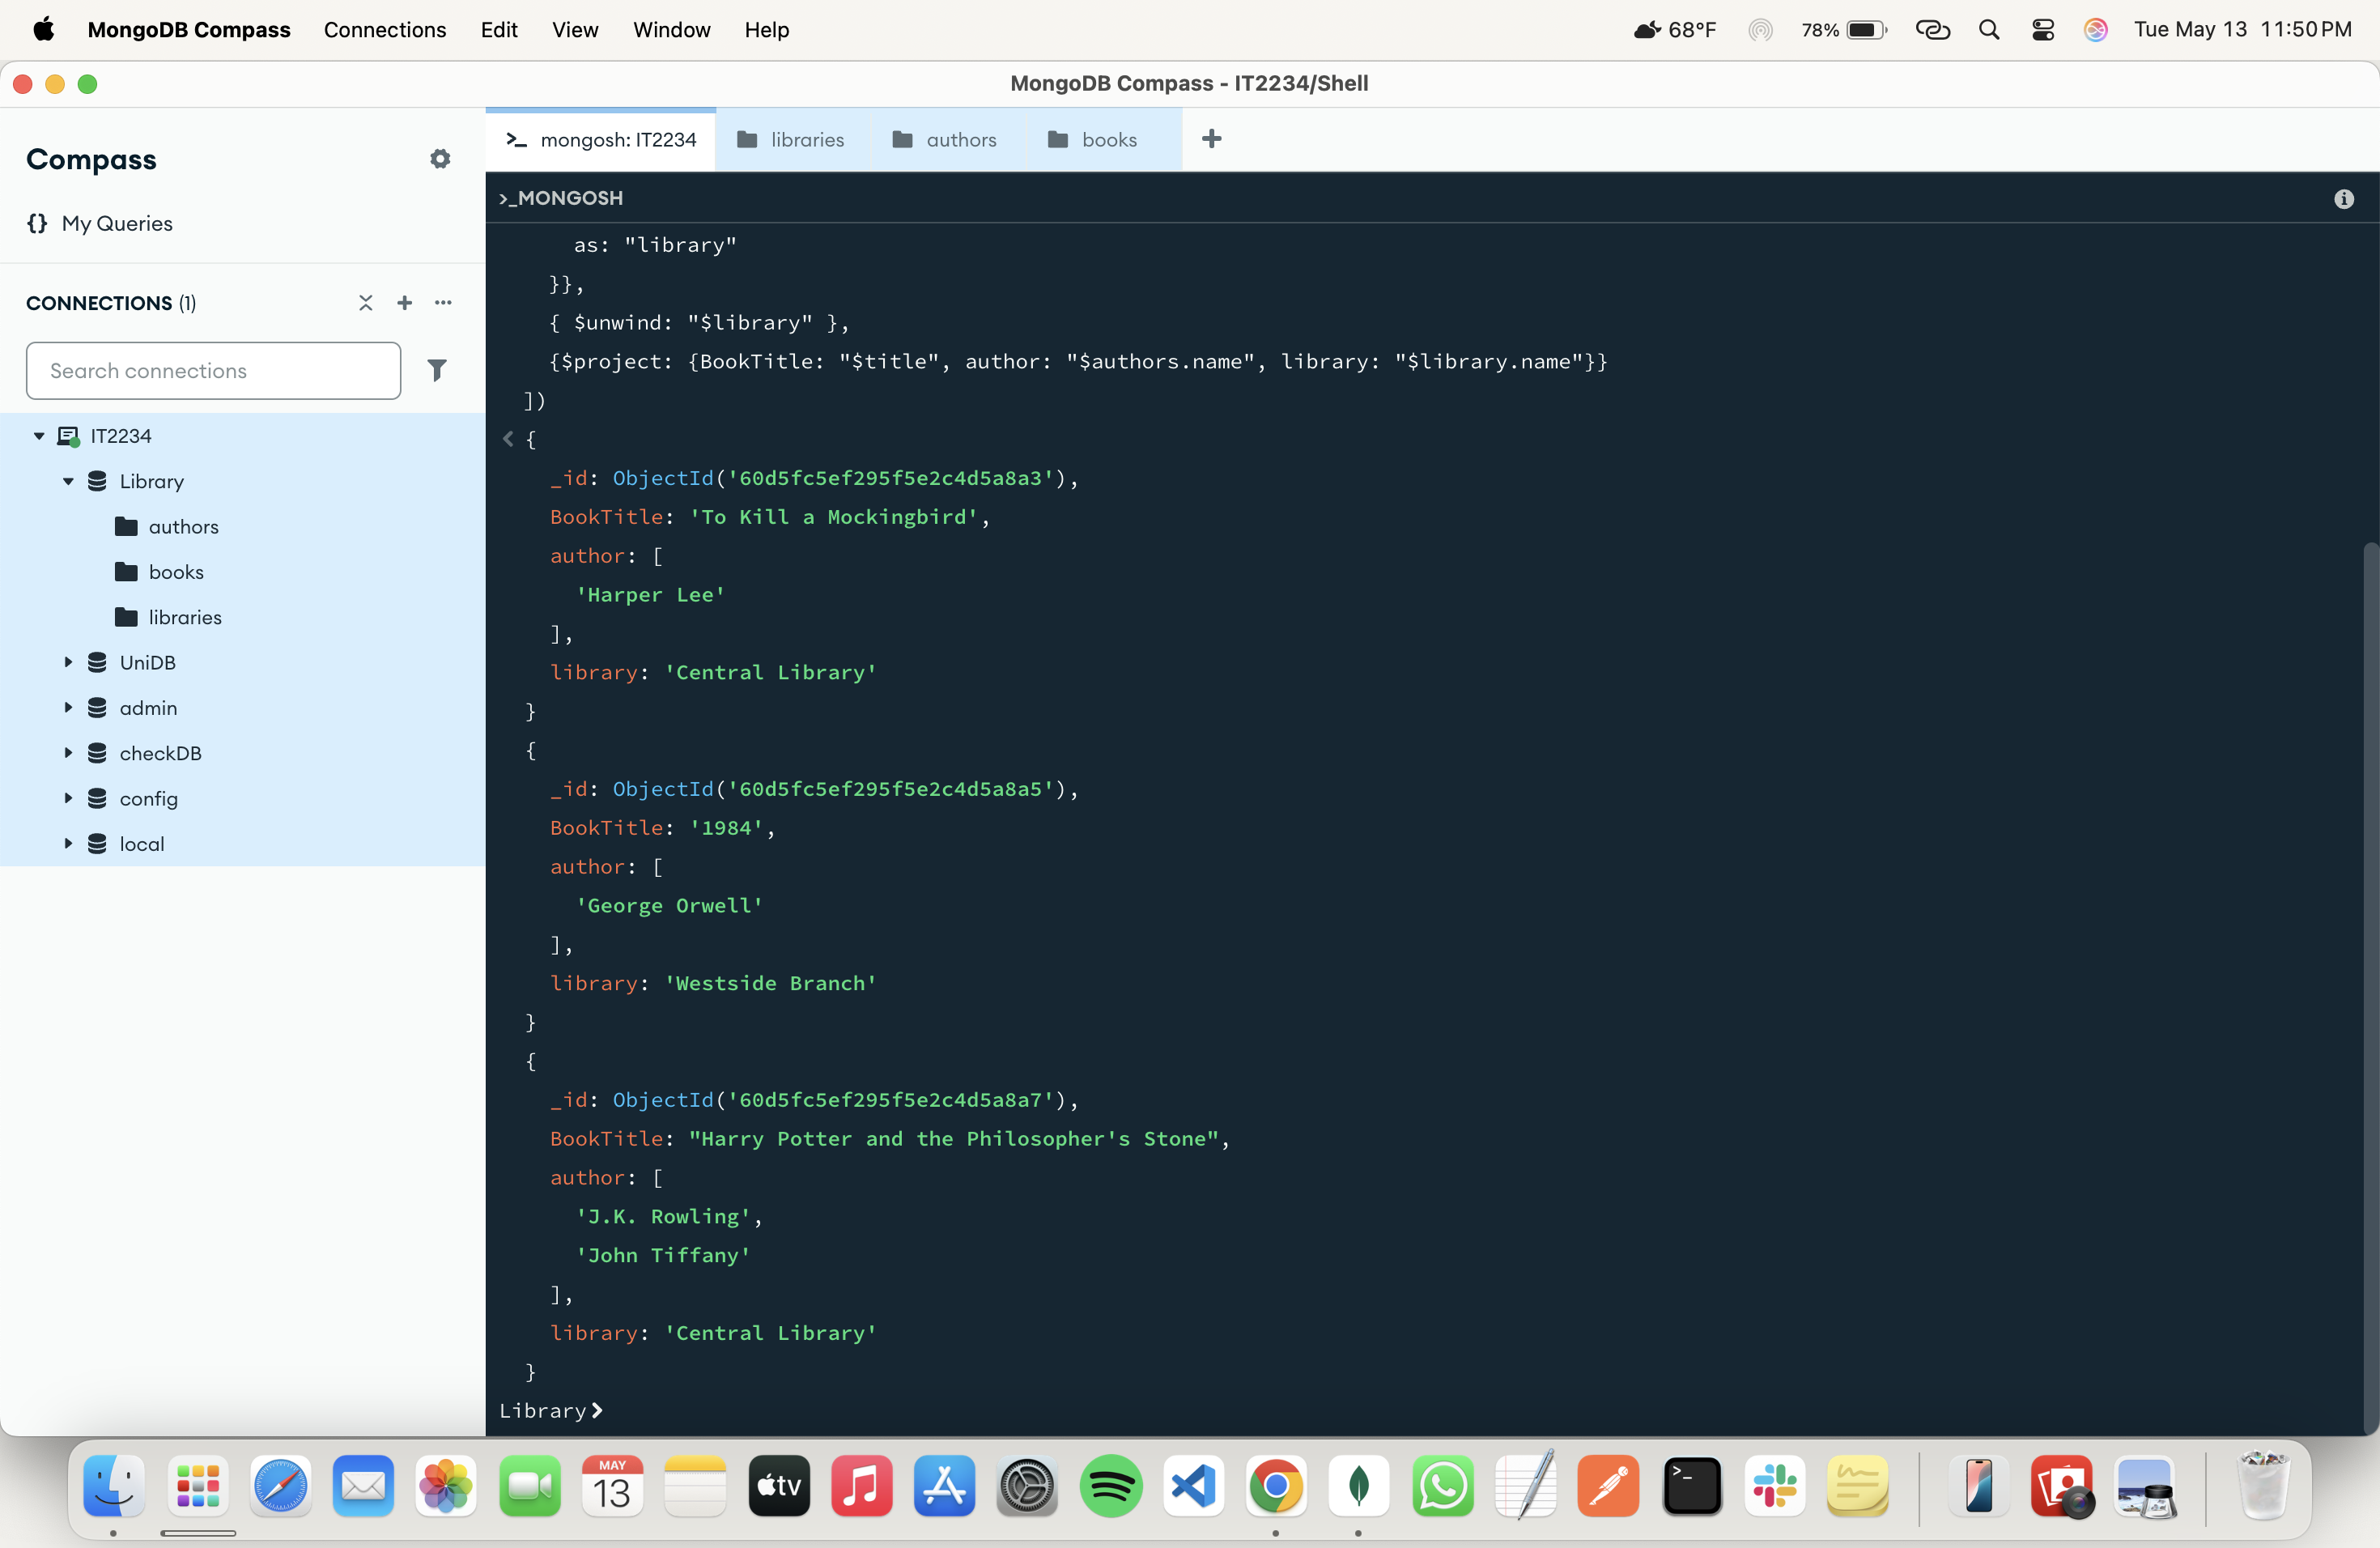 MongoDB Compass Connections Edit View Window Help 68°F 78% Tue May 13 11:50 PM
MongoDB Compass - IT2234/Shell
Compass
{} My Queries
CONNECTIONS (1)
Search connections
IT2234
Library
authors
books
libraries
UniDB
admin
checkDB
config
local
>_ mongosh: IT2234 libraries authors books +
>_MONGOSH
as: "library"
}},
{ $unwind: "$library" },
{$project: {BookTitle: "$title", author: "$authors.name", library: "$library.name"}}
])
< {
_id: ObjectId('60d5fc5ef295f5e2c4d5a8a3'),
BookTitle: 'To Kill a Mockingbird',
author: [
'Harper Lee'
],
library: 'Central Library'
}
{
_id: ObjectId('60d5fc5ef295f5e2c4d5a8a5'),
BookTitle: '1984',
author: [
'George Orwell'
],
library: 'Westside Branch'
}
{
_id: ObjectId('60d5fc5ef295f5e2c4d5a8a7'),
BookTitle: "Harry Potter and the Philosopher's Stone",
author: [
'J.K. Rowling',
'John Tiffany'
],
library: 'Central Library'
}
Library>
MAY
13
tv
>_